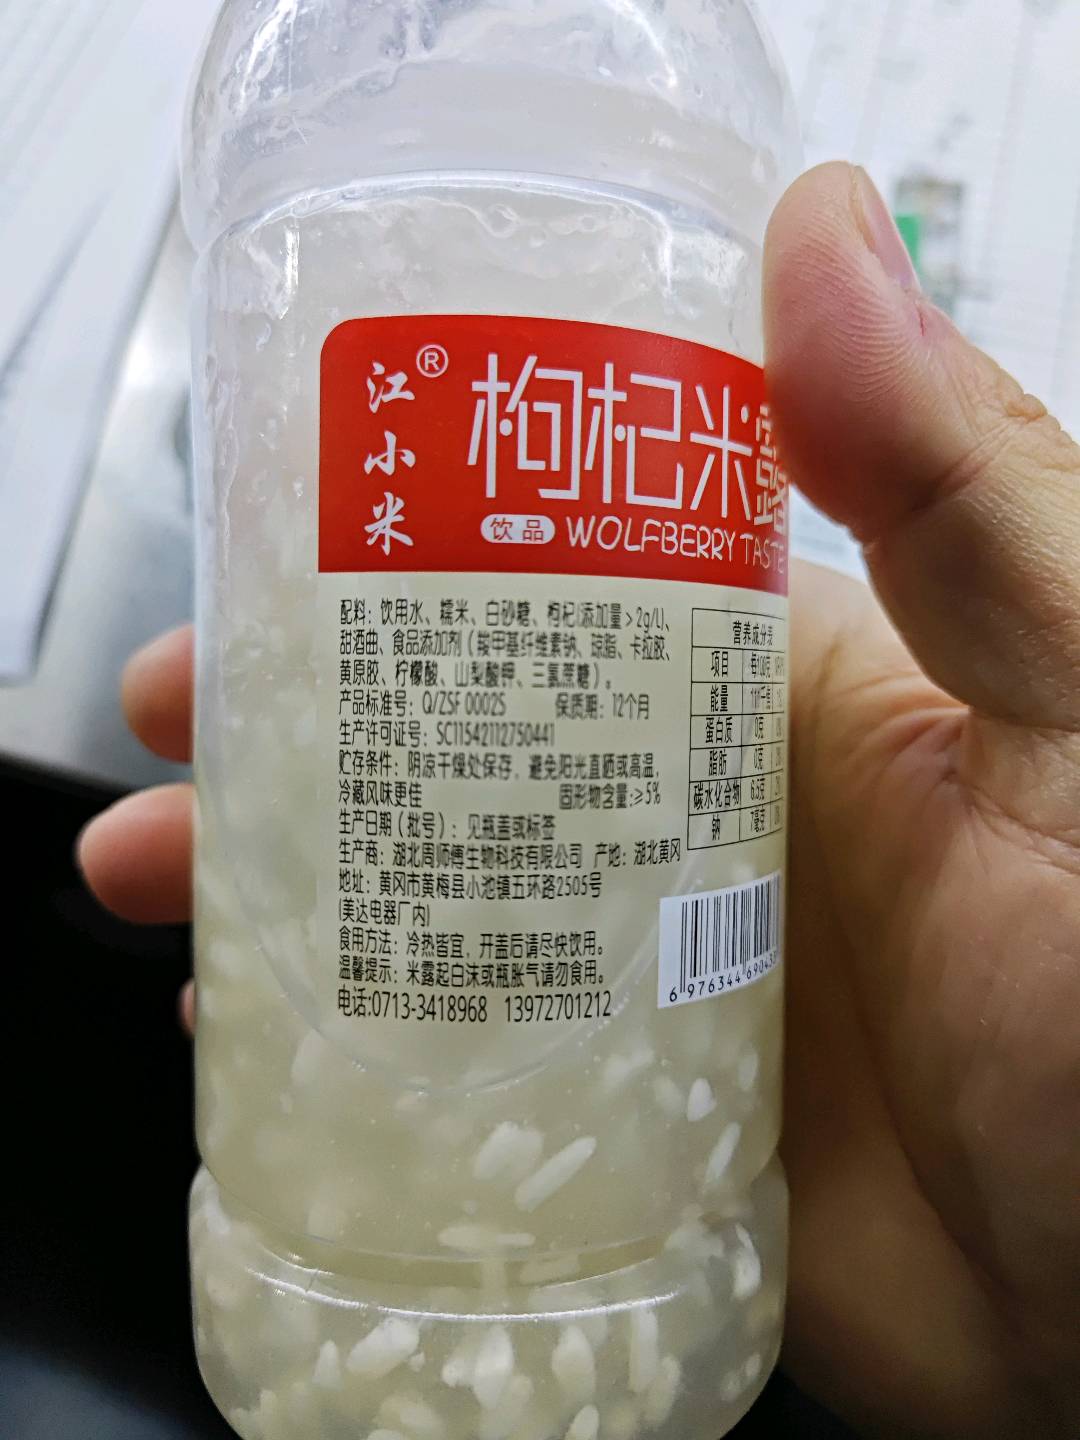 江小米®
枸杞米露
饮品 WOLFBERRY TASTE
配料：饮用水、糯米、白砂糖、枸杞(添加量>2g/L)、
甜酒曲、食品添加剂（羧甲基纤维素钠、琼脂、卡拉胶、
黄原胶、柠檬酸、山梨酸钾、三氯蔗糖）。
产品标准号：Q/ZSF 0002S 保质期：12个月
生产许可证号：SC11542112750441
贮存条件：阴凉干燥处保存，避免阳光直晒或高温，
冷藏风味更佳 固形物含量:≥5%
生产日期（批号）：见瓶盖或标签
生产商：湖北周师傅生物科技有限公司 产地：湖北黄冈
地址：黄冈市黄梅县小池镇五环路2505号
(美达电器厂内)
食用方法：冷热皆宜，开盖后请尽快饮用。
温馨提示：米露起白沫或瓶胀气请勿食用。
电话:0713-3418968 13972701212
营养成分表
项目 每100克
能量
蛋白质 0克
脂肪 0克
碳水化合物 6.5克
钠 7毫克
6 976344 69043